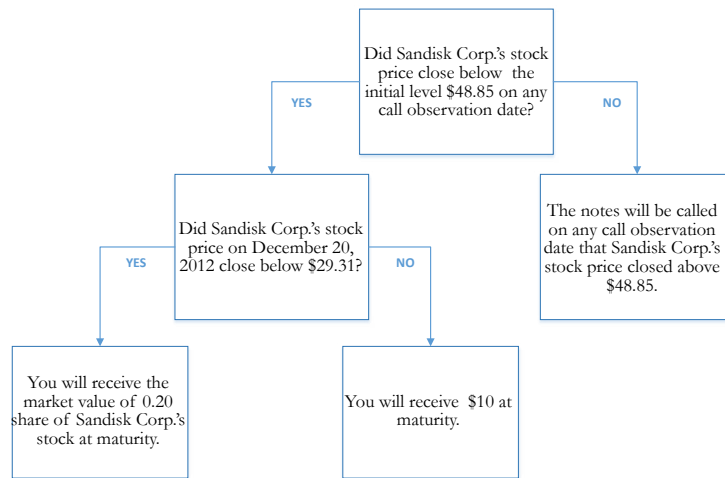 Did Sandisk Corp.'s stock
price close below the
initial level $48.85 on any
call observation date?
YES
NO
Did Sandisk Corp.'s stock
price on December 20,
2012 close below $29.31?
The notes will be called
on any call observation
date that Sandisk Corp.'s
stock price closed above
$48.85.
YES
NO
You will receive the
market value of 0.20
share of Sandisk Corp.'s
stock at maturity.
You will receive $10 at
maturity.